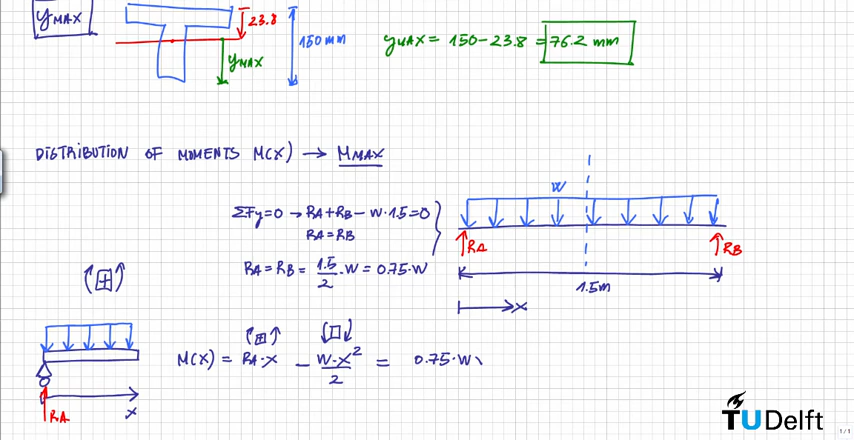 yMAX
23.8
150 mm
yMAX
yMAX = 150 - 23.8 = 76.2 mm
DISTRIBUTION OF MOMENTS M(X) → MMAX
ΣFy=0 → RA + RB - W·1.5 = 0
RA = RB
RA = RB = 1.5/2 · W = 0.75·W
W
RA
RB
1.5m
x
M(X) = RA·X - W·X²/2 = 0.75·W
RA
x
TU Delft
1/1